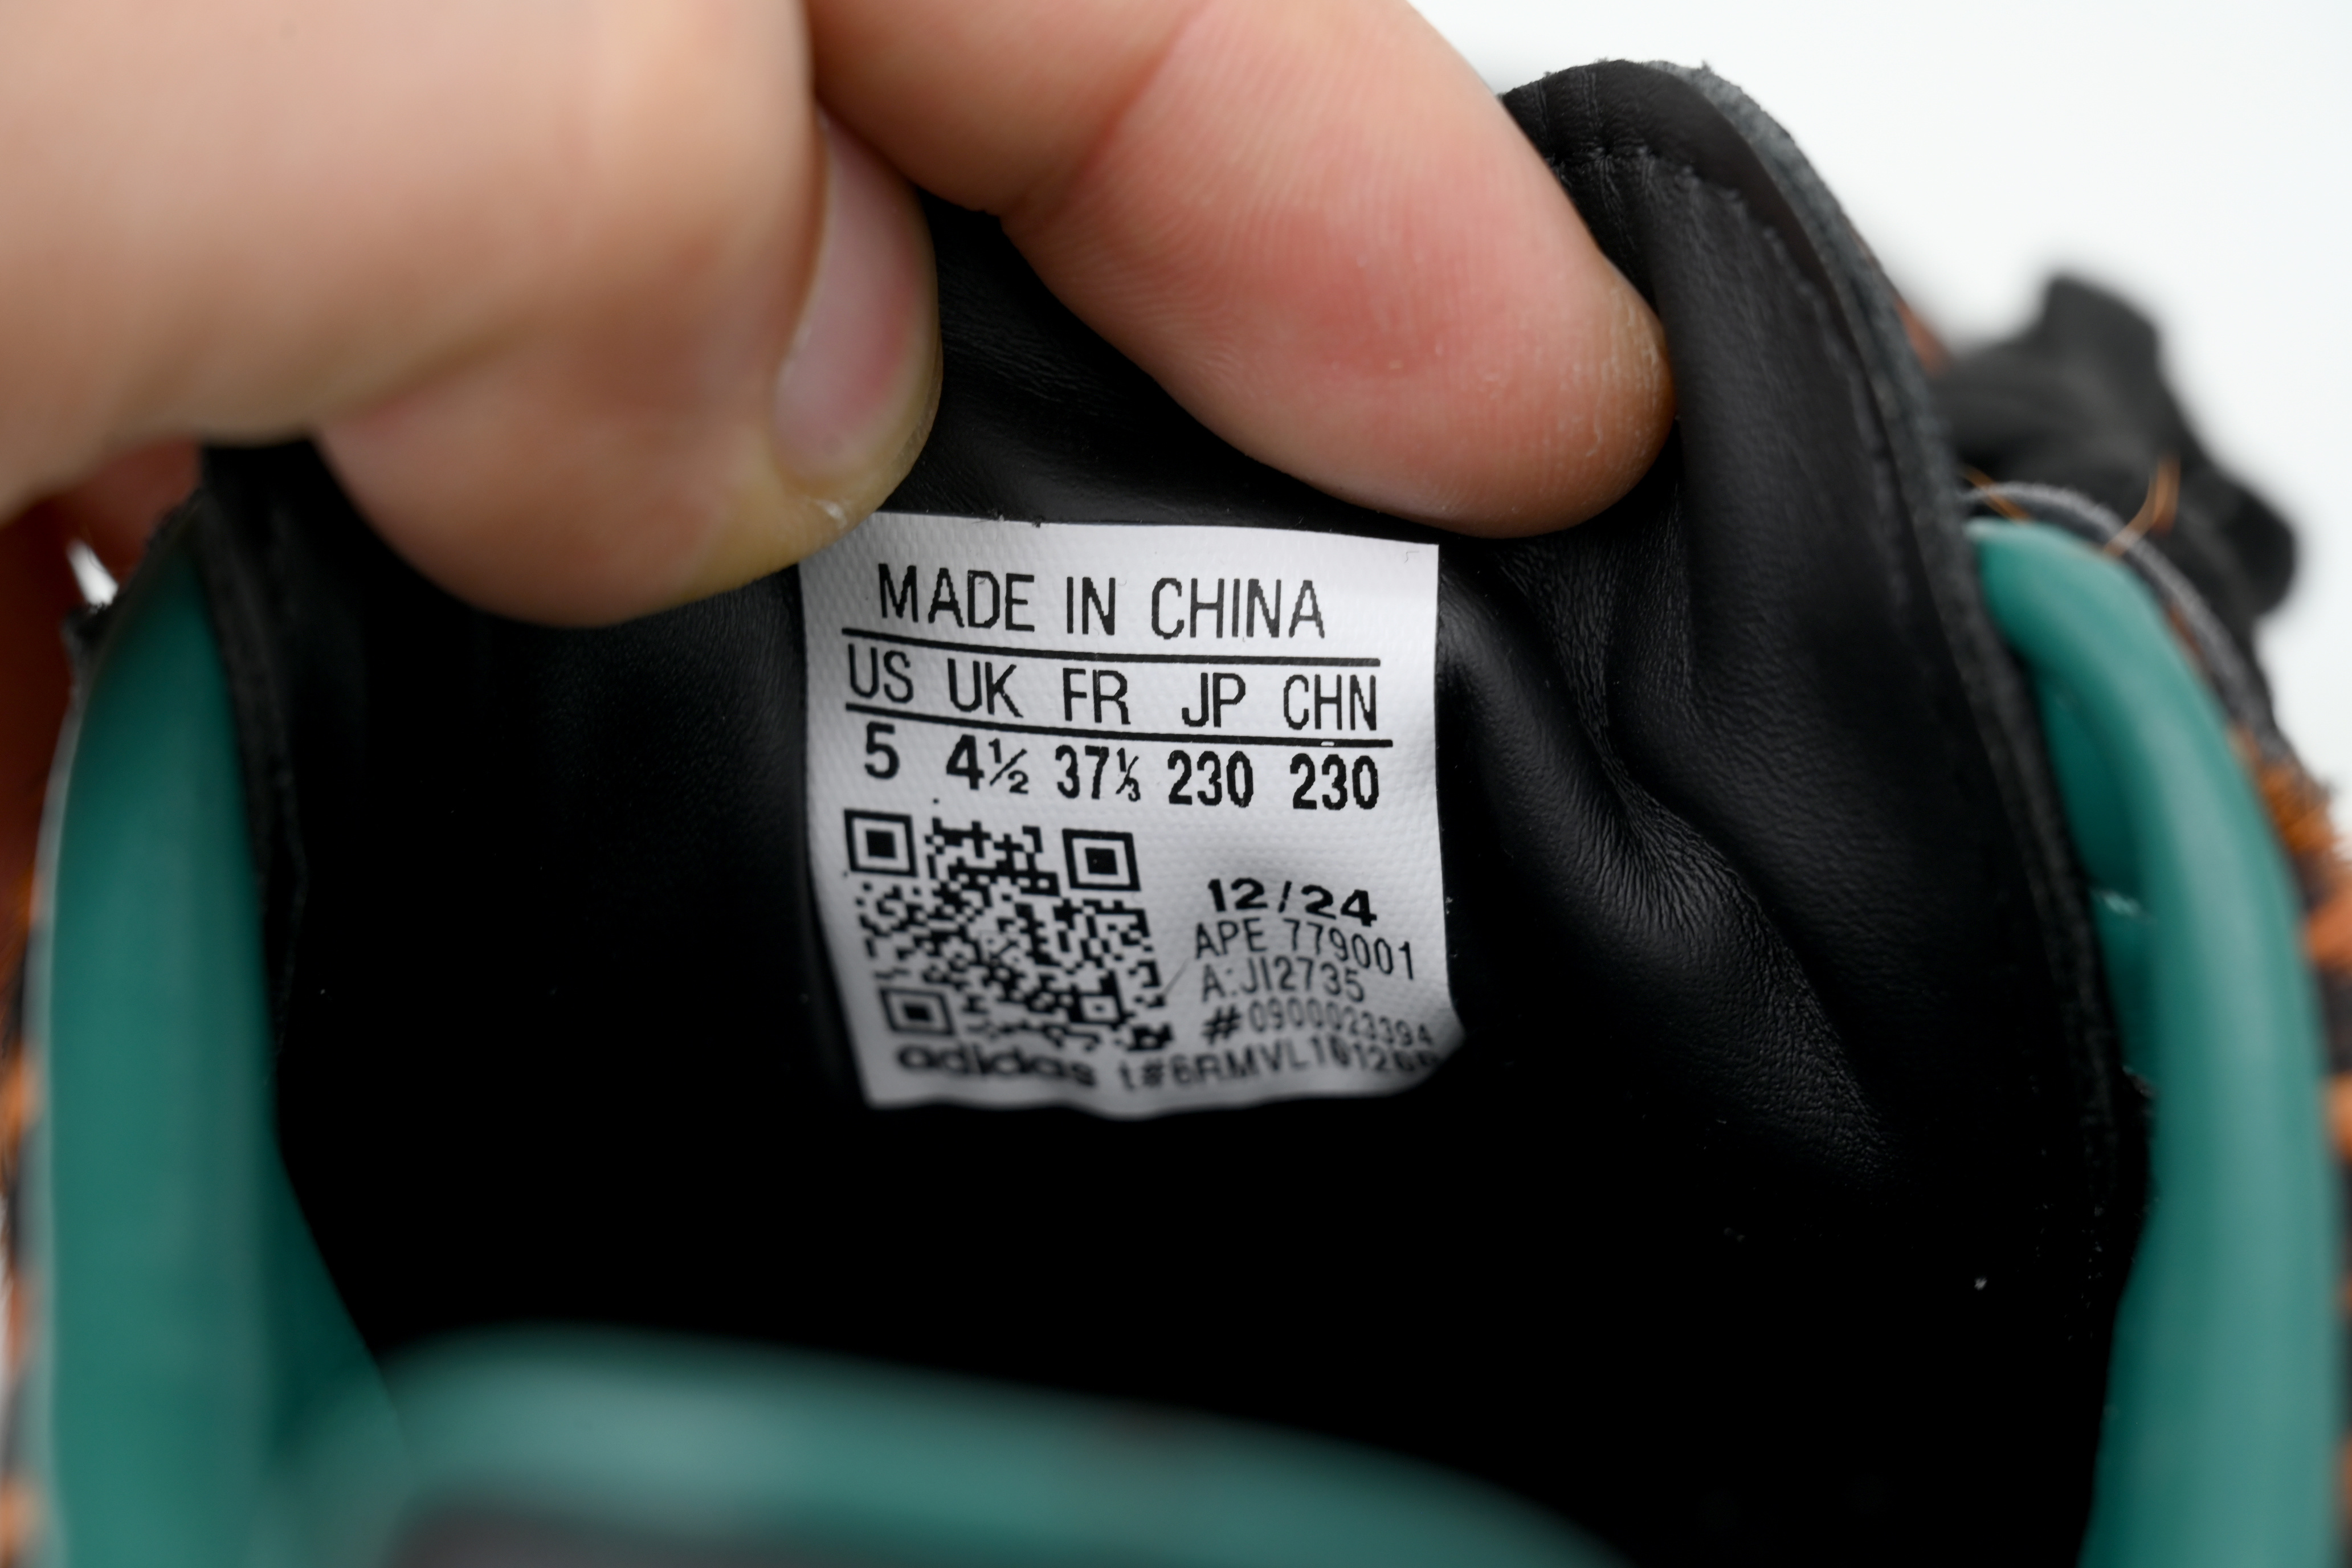 MADE IN CHINA
US UK FR JP CHN
5 4½ 37⅓ 230 230
12/24
APE 779001
A:JI2735
#0900023394
adidas